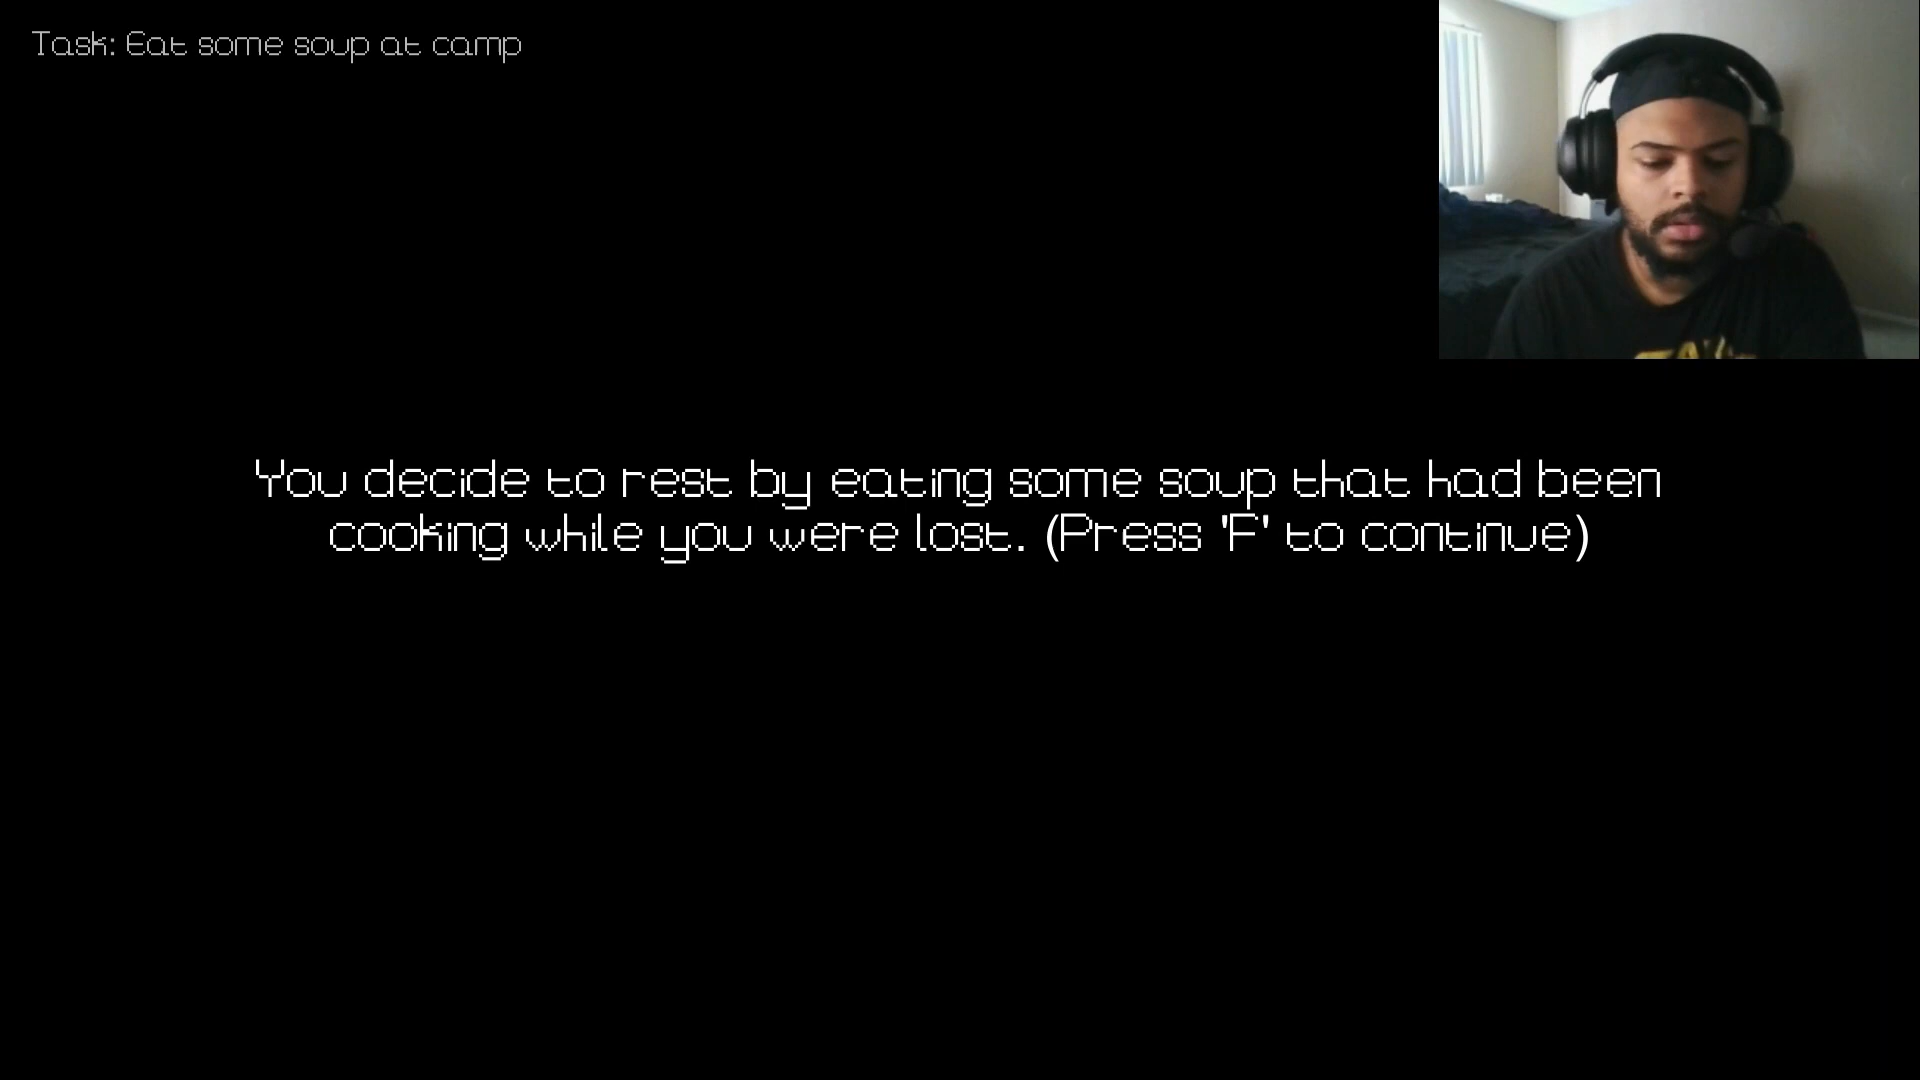 Task: Eat some soup at camp
You decide to rest by eating some soup that had been
cooking while you were lost. (Press 'F' to continue)